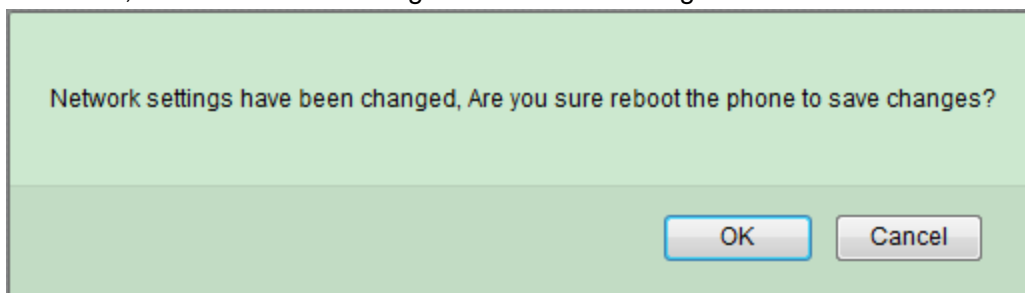 Network settings have been changed, Are you sure reboot the phone to save changes?
OK
Cancel